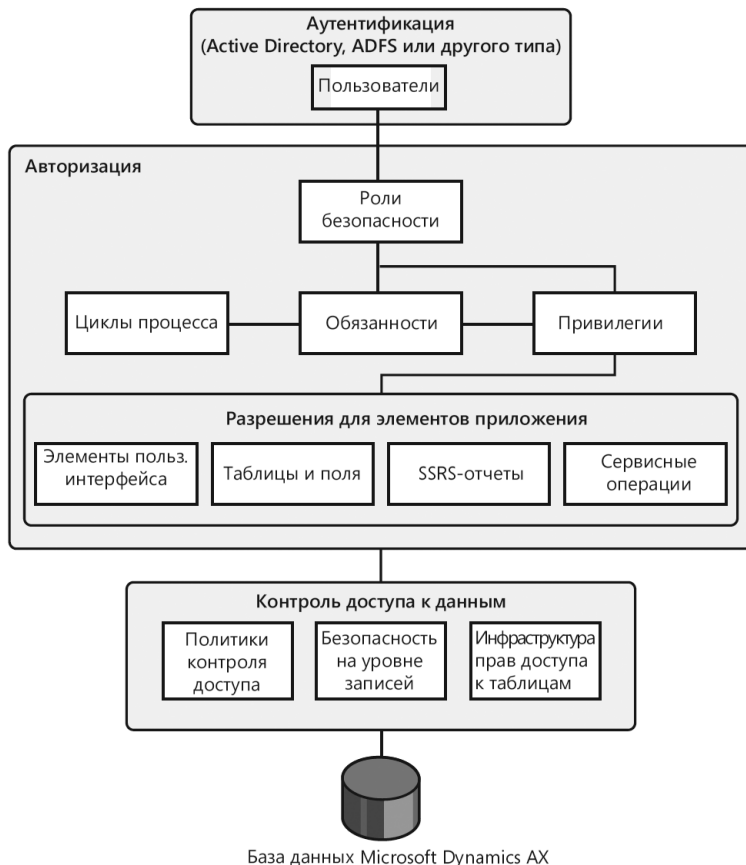 Аутентификация
(Active Directory, ADFS или другого типа)
Пользователи
Авторизация
Роли
безопасности
Циклы процесса
Обязанности
Привилегии
Разрешения для элементов приложения
Элементы польз.
интерфейса
Таблицы и поля
SSRS-отчеты
Сервисные
операции
Контроль доступа к данным
Политики
контроля
доступа
Безопасность
на уровне
записей
Инфраструктура
прав доступа
к таблицам
База данных Microsoft Dynamics AX